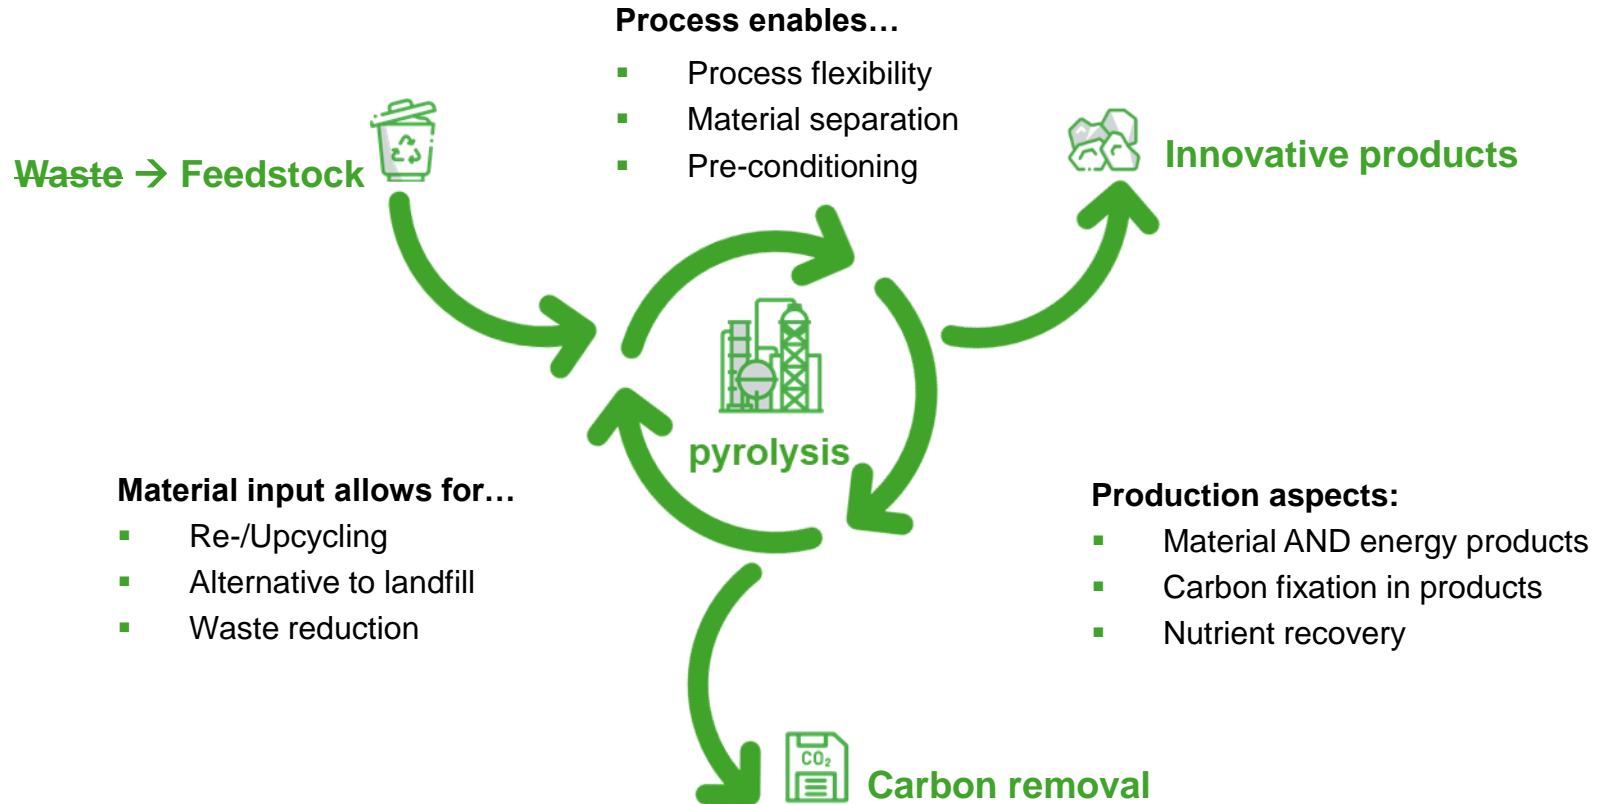 Process enables…
▪ Process flexibility
▪ Material separation
▪ Pre-conditioning
Waste → Feedstock
Innovative products
pyrolysis
Material input allows for…
▪ Re-/Upcycling
▪ Alternative to landfill
▪ Waste reduction
Production aspects:
▪ Material AND energy products
▪ Carbon fixation in products
▪ Nutrient recovery
CO₂
Carbon removal